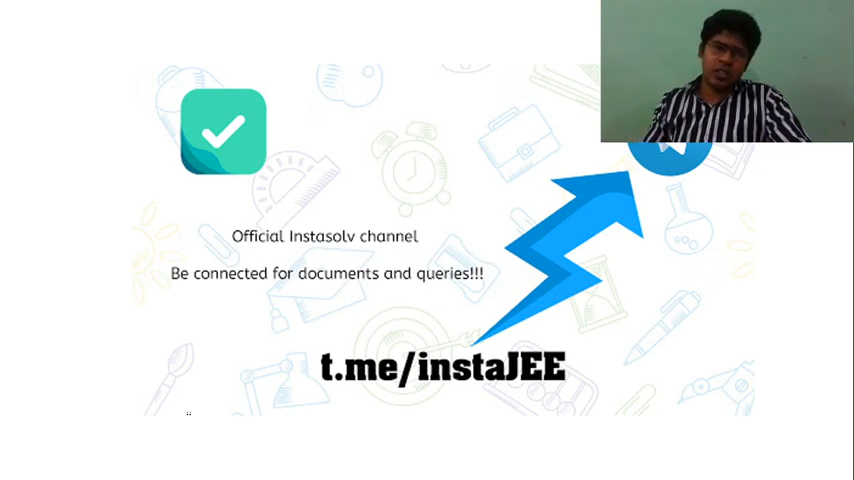 Official Instasolv channel
Be connected for documents and queries!!!
t.me/instaJEE